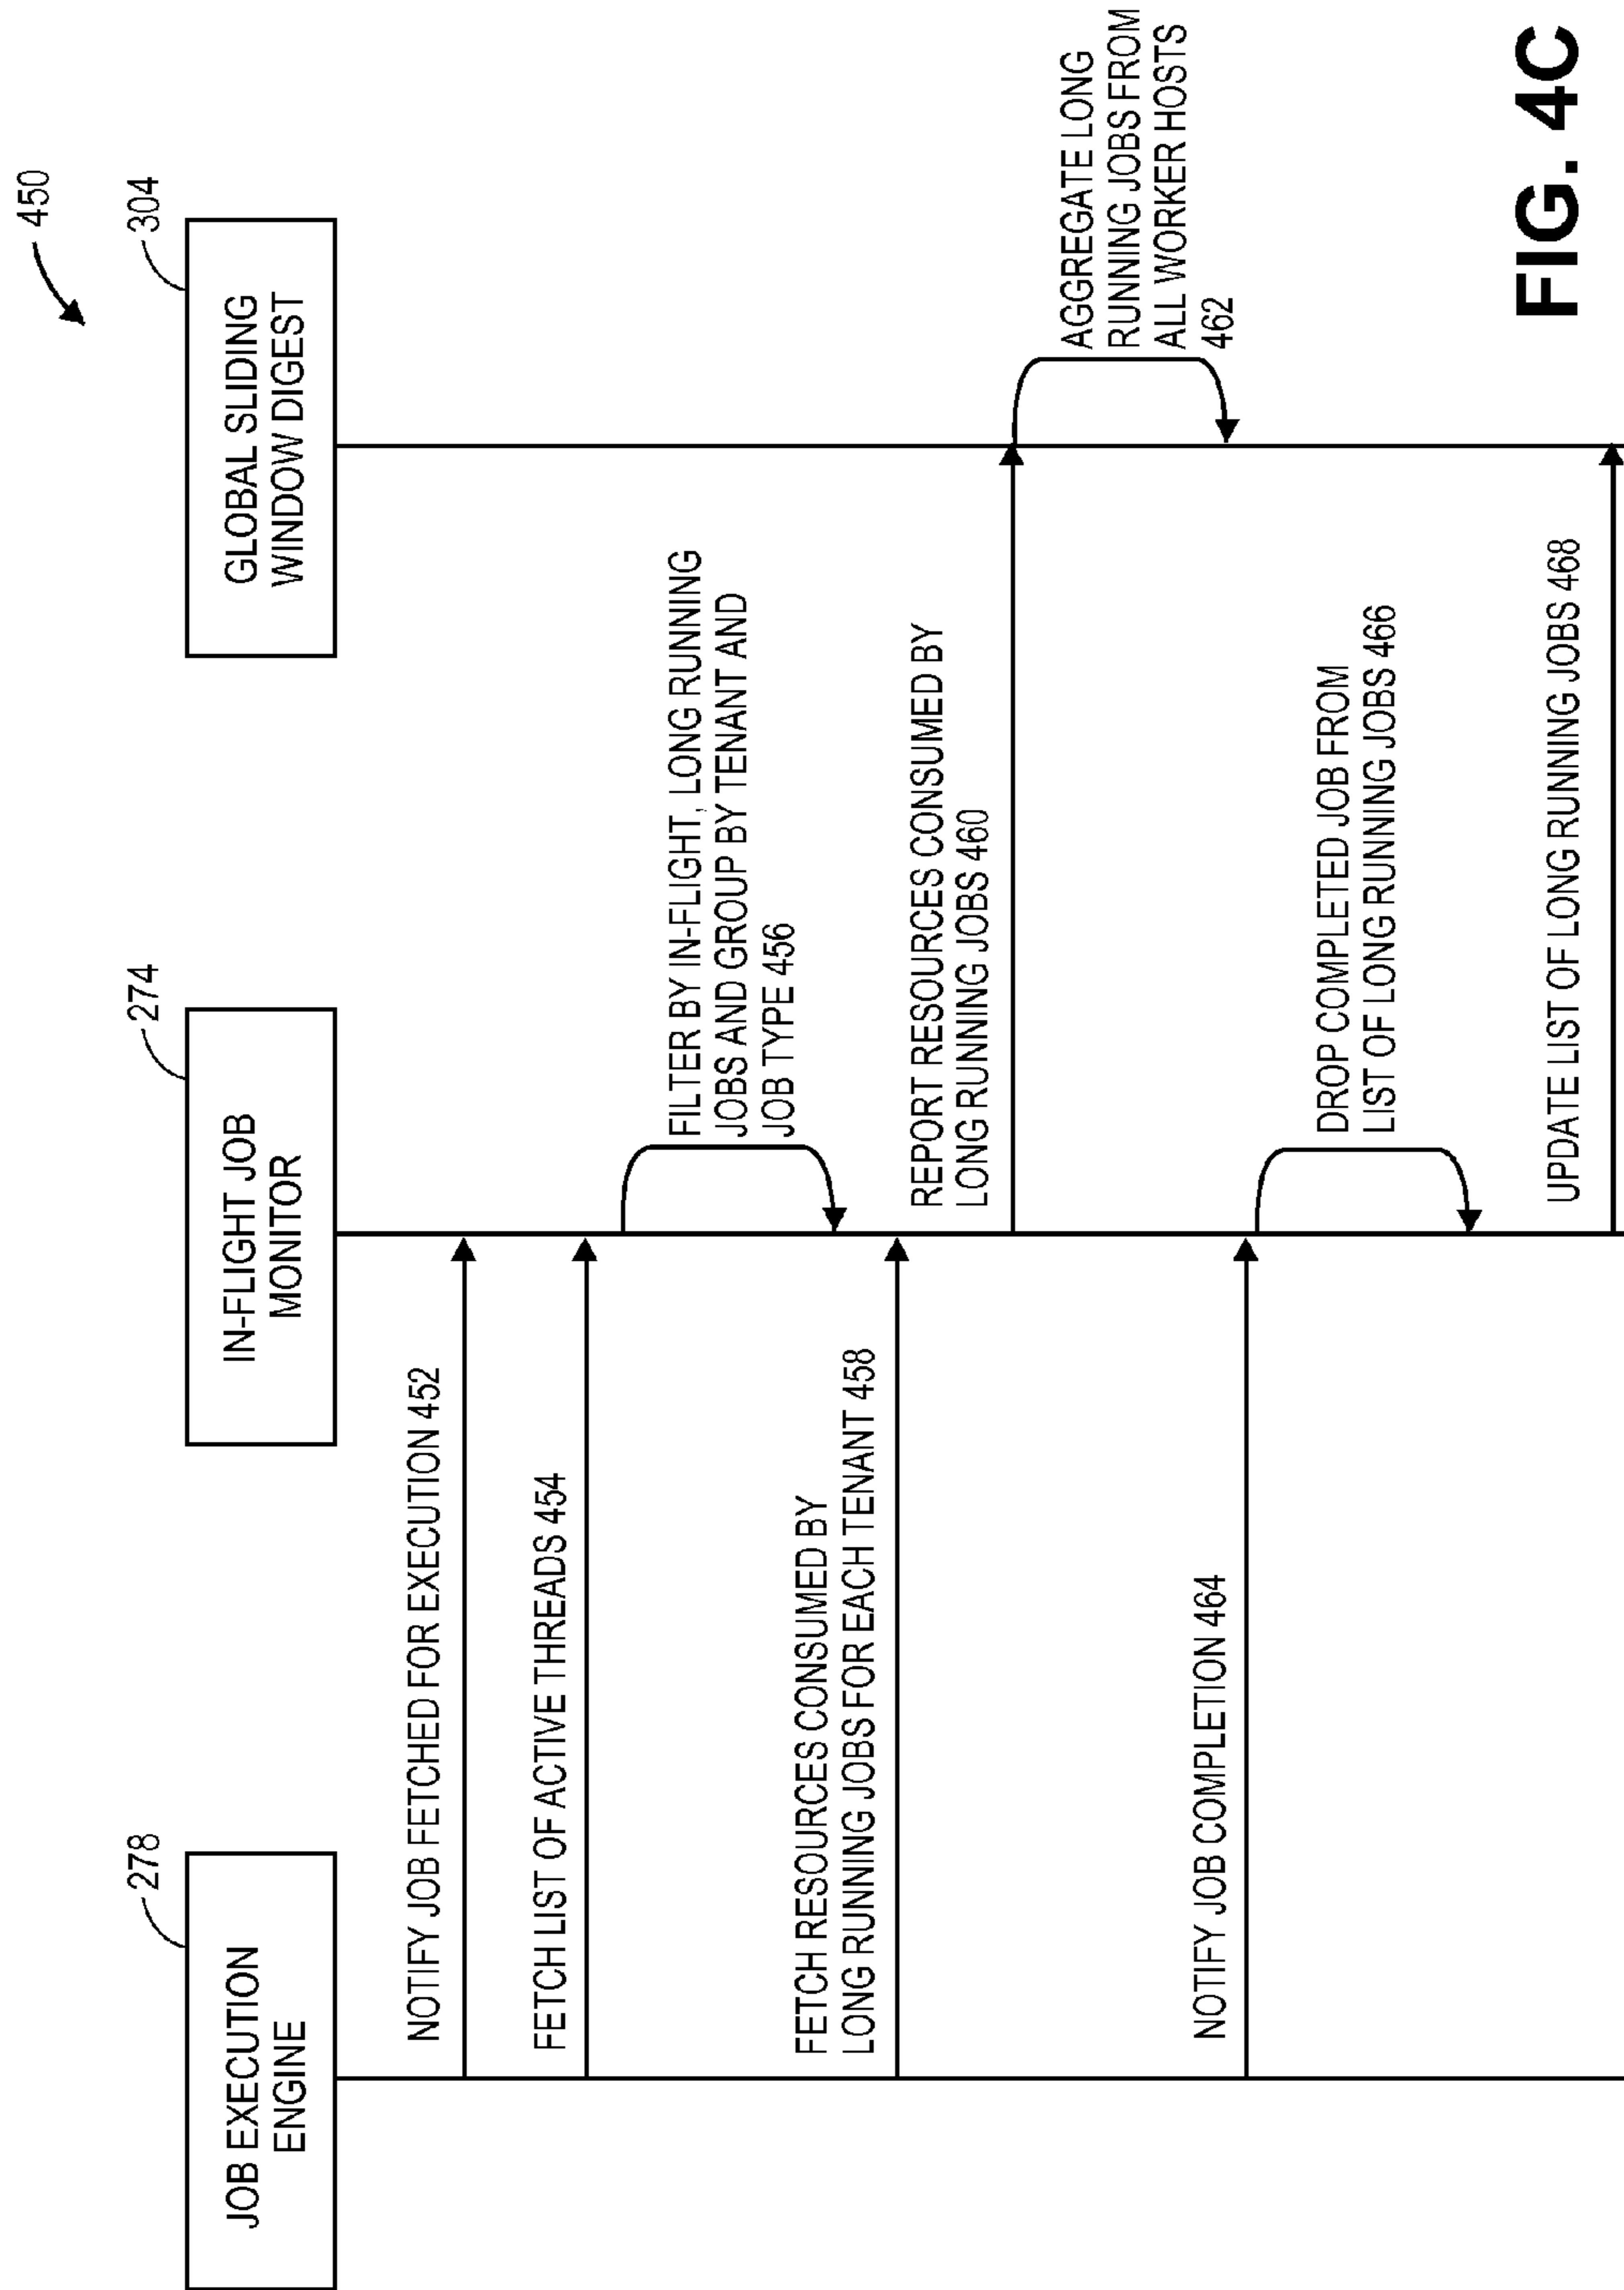 450
278
274
304
JOB EXECUTION
ENGINE
IN-FLIGHT JOB
MONITOR
GLOBAL SLIDING
WINDOW DIGEST
NOTIFY JOB FETCHED FOR EXECUTION 452
FETCH LIST OF ACTIVE THREADS 454
FILTER BY IN-FLIGHT, LONG RUNNING
JOBS AND GROUP BY TENANT AND
JOB TYPE 456
FETCH RESOURCES CONSUMED BY
LONG RUNNING JOBS FOR EACH TENANT 458
REPORT RESOURCES CONSUMED BY
LONG RUNNING JOBS 460
AGGREGATE LONG
RUNNING JOBS FROM
ALL WORKER HOSTS
462
NOTIFY JOB COMPLETION 464
DROP COMPLETED JOB FROM
LIST OF LONG RUNNING JOBS 466
UPDATE LIST OF LONG RUNNING JOBS 468
FIG. 4C